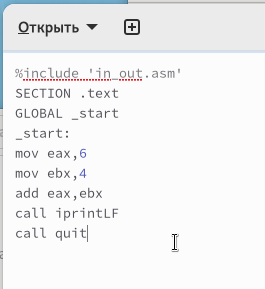 Открыть
%include 'in_out.asm'
SECTION .text
GLOBAL _start
_start:
mov eax,6
mov ebx,4
add eax,ebx
call iprintLF
call quit